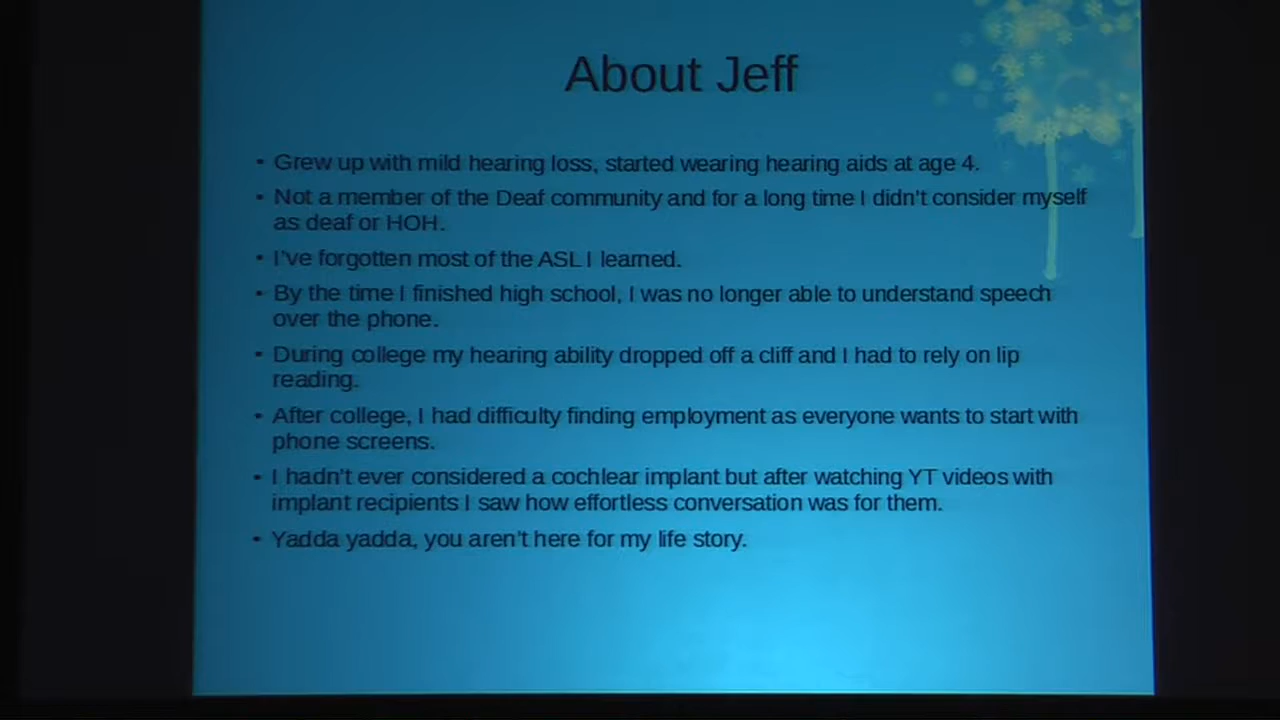 About Jeff
• Grew up with mild hearing loss, started wearing hearing aids at age 4.
• Not a member of the Deaf community and for a long time I didn't consider myself
as deaf or HOH.
• I've forgotten most of the ASL I learned.
• By the time I finished high school, I was no longer able to understand speech
over the phone.
• During college my hearing ability dropped off a cliff and I had to rely on lip
reading.
• After college, I had difficulty finding employment as everyone wants to start with
phone screens.
• I hadn't ever considered a cochlear implant but after watching YT videos with
implant recipients I saw how effortless conversation was for them.
• Yadda yadda, you aren't here for my life story.